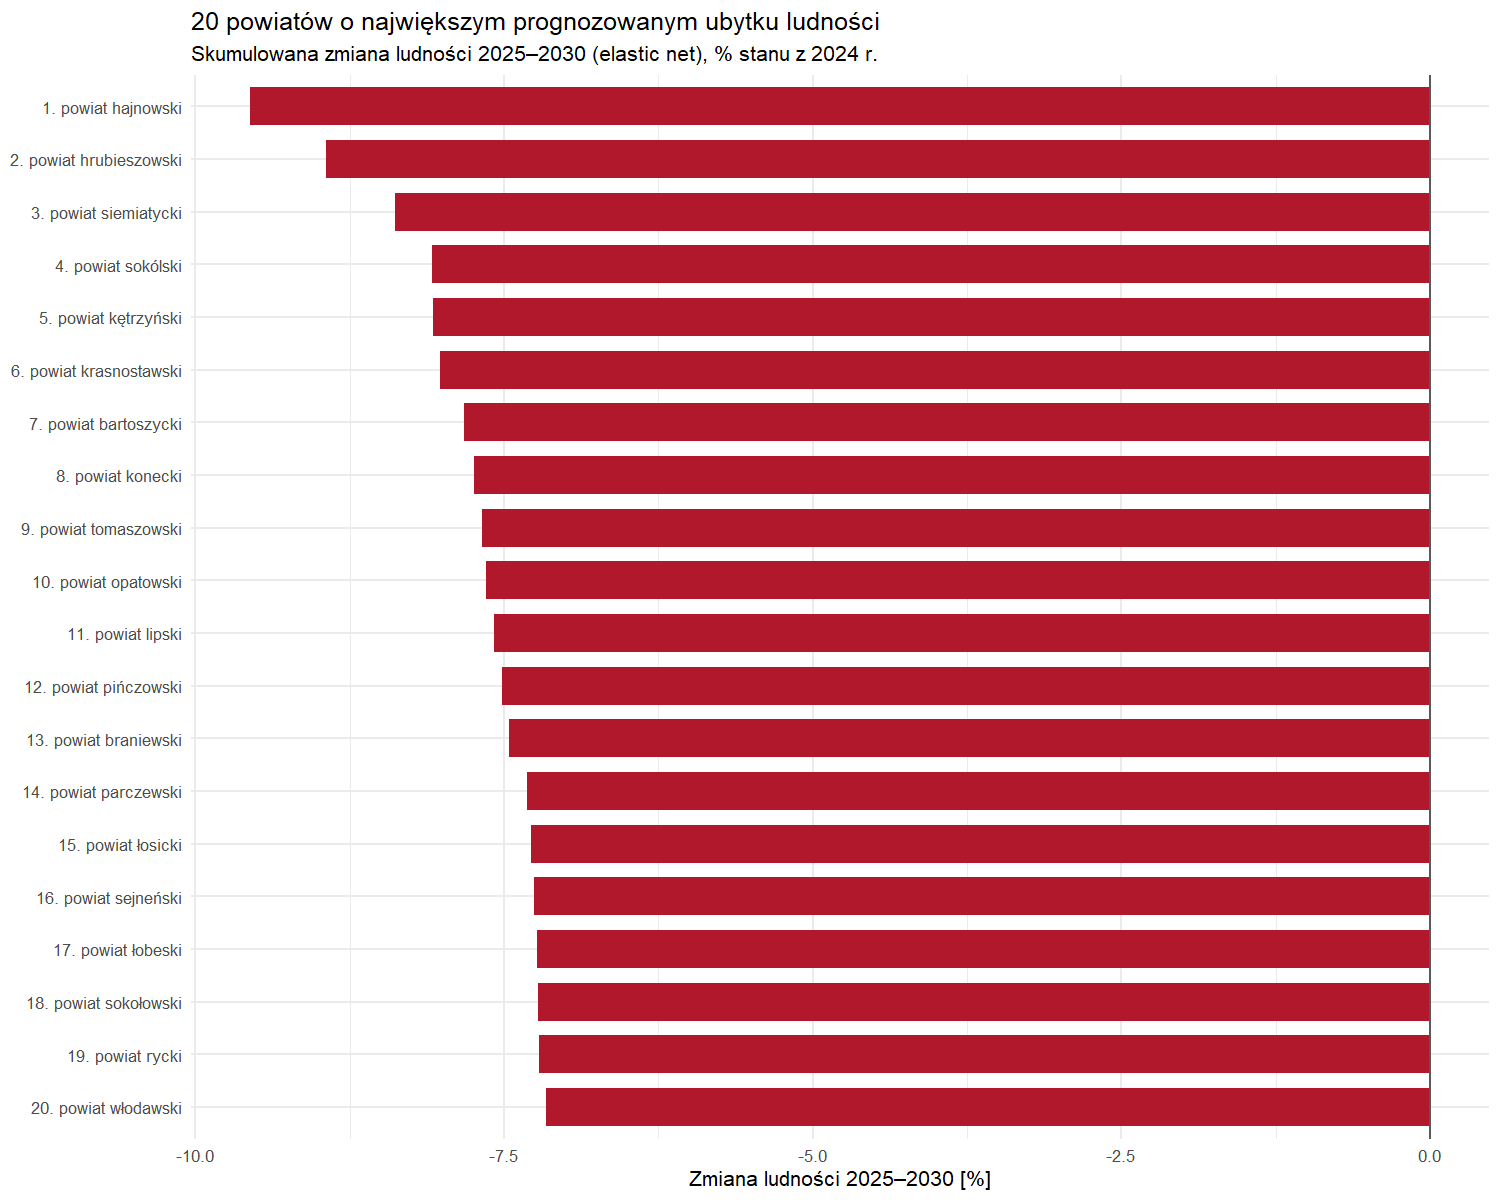 20 powiatów o największym prognozowanym ubytku ludności
Skumulowana zmiana ludności 2025–2030 (elastic net), % stanu z 2024 r.
1. powiat hajnowski
2. powiat hrubieszowski
3. powiat siemiatycki
4. powiat sokólski
5. powiat kętrzyński
6. powiat krasnostawski
7. powiat bartoszycki
8. powiat konecki
9. powiat tomaszowski
10. powiat opatowski
11. powiat lipski
12. powiat pińczowski
13. powiat braniewski
14. powiat parczewski
15. powiat łosicki
16. powiat sejneński
17. powiat łobeski
18. powiat sokołowski
19. powiat rycki
20. powiat włodawski
-10.0 -7.5 -5.0 -2.5 0.0
Zmiana ludności 2025–2030 [%]